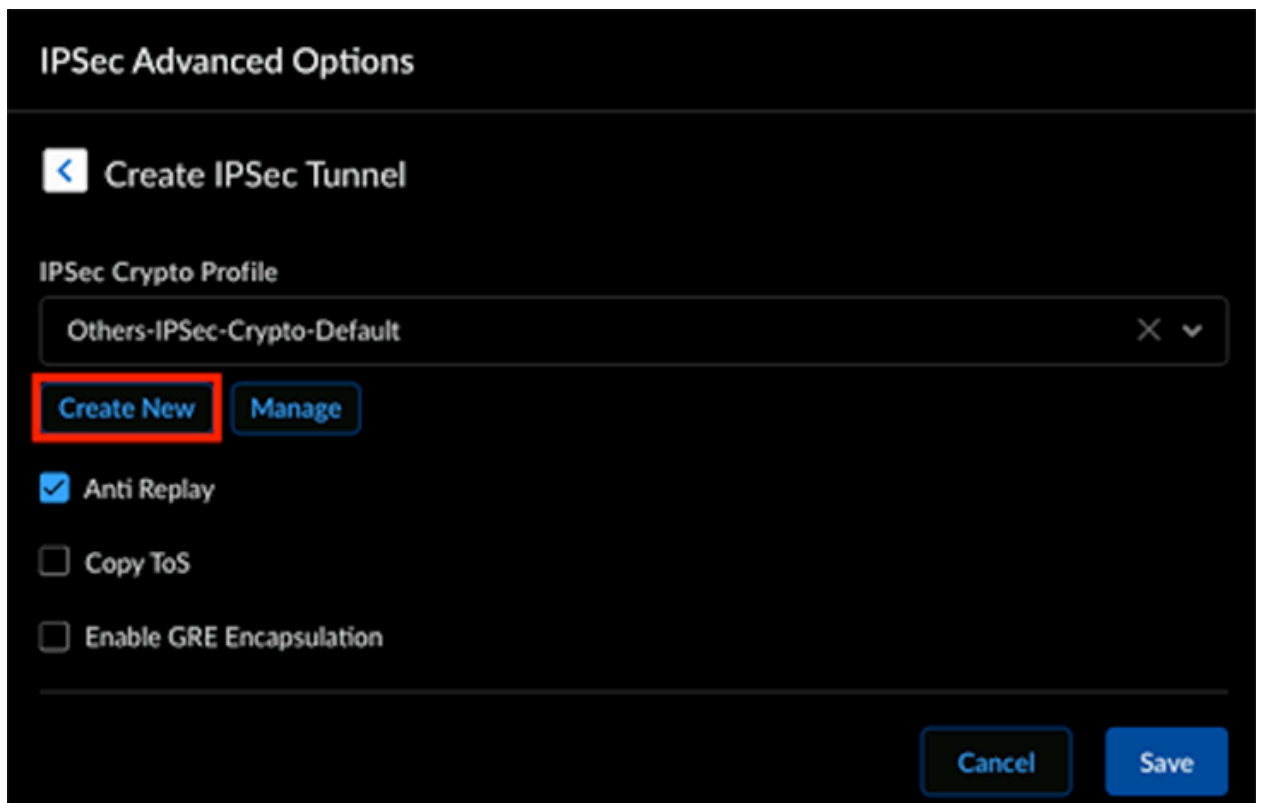 IPSec Advanced Options
Create IPSec Tunnel
IPSec Crypto Profile
Others-IPSec-Crypto-Default
Create New Manage
Anti Replay
Copy ToS
Enable GRE Encapsulation
Cancel Save